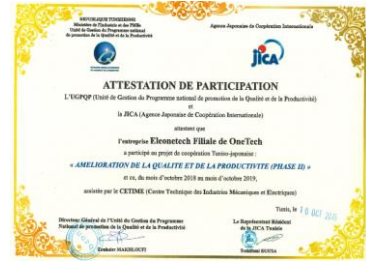 REPUBLIQUE TUNISIENNE
Ministère de l'Industrie et des PMEs
Unité de Gestion du Programme national
de promotion de la Qualité et de la Productivité
Agence Japonaise de Coopération Internationale
jica
ATTESTATION DE PARTICIPATION
L'UGPQP (Unité de Gestion du Programme national de promotion de la Qualité et de la Productivité)
et
la JICA (Agence Japonaise de Coopération Internationale)
attestent que
l'entreprise Eleonetech Filiale de OneTech
a participé au projet de coopération Tuniso-japonaise :
« AMELIORATION DE LA QUALITE ET DE LA PRODUCTIVITE (PHASE II) »
et ce, du mois d'octobre 2018 au mois d'octobre 2019,
assistée par le CETIME (Centre Technique des Industries Mécaniques et Electriques)
Tunis, le OCT
Directeur Général de l'Unité de Gestion du Programme
National de promotion de la Qualité et de la Productivité
Le Représentant Résident
de la JICA Tunisie
MAKHLOUFI